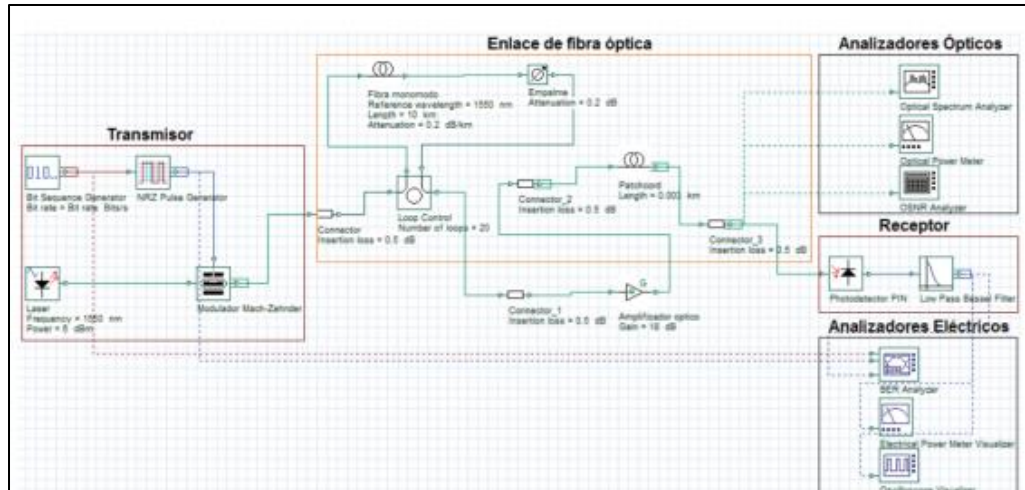 Enlace de fibra óptica
Analizadores Ópticos
Fibra monomodo
Reference wavelength = 1550 nm
Length = 10 km
Attenuation = 0.2 dB/km
Empalme
Attenuation = 0.2 dB
Optical Spectrum Analyzer
Transmisor
Optical Power Meter
Bit Sequence Generator
Bit rate = Bit rate Bits/s
NRZ Pulse Generator
Connector_2
Insertion loss = 0.5 dB
Patchcord
Length = 0.003 km
OSNR Analyzer
Connector
Insertion loss = 0.5 dB
Loop Control
Number of loops = 20
Connector_3
Insertion loss = 0.5 dB
Receptor
Laser
Frequency = 1550 nm
Power = 5 dBm
Modulador Mach-Zehnder
Connector_1
Insertion loss = 0.5 dB
G
Amplificador optico
Gain = 18 dB
Photodetector PIN
Low Pass Bessel Filter
Analizadores Eléctricos
BER Analyzer
Electrical Power Meter Visualizer